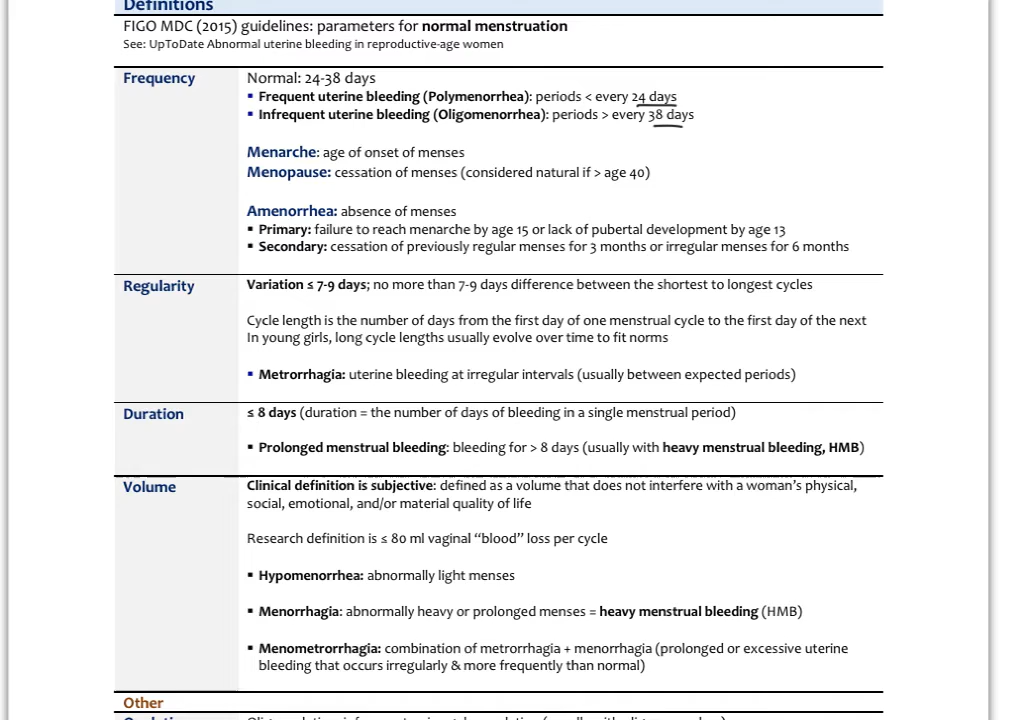 Definitions
FIGO MDC (2015) guidelines: parameters for normal menstruation
See: UpToDate Abnormal uterine bleeding in reproductive-age women
Frequency
Normal: 24-38 days
▪ Frequent uterine bleeding (Polymenorrhea): periods < every 24 days
▪ Infrequent uterine bleeding (Oligomenorrhea): periods > every 38 days
Menarche: age of onset of menses
Menopause: cessation of menses (considered natural if > age 40)
Amenorrhea: absence of menses
▪ Primary: failure to reach menarche by age 15 or lack of pubertal development by age 13
▪ Secondary: cessation of previously regular menses for 3 months or irregular menses for 6 months
Regularity
Variation ≤ 7-9 days; no more than 7-9 days difference between the shortest to longest cycles
Cycle length is the number of days from the first day of one menstrual cycle to the first day of the next
In young girls, long cycle lengths usually evolve over time to fit norms
▪ Metrorrhagia: uterine bleeding at irregular intervals (usually between expected periods)
Duration
≤ 8 days (duration = the number of days of bleeding in a single menstrual period)
▪ Prolonged menstrual bleeding: bleeding for > 8 days (usually with heavy menstrual bleeding, HMB)
Volume
Clinical definition is subjective: defined as a volume that does not interfere with a woman's physical,
social, emotional, and/or material quality of life
Research definition is ≤ 80 ml vaginal “blood” loss per cycle
▪ Hypomenorrhea: abnormally light menses
▪ Menorrhagia: abnormally heavy or prolonged menses = heavy menstrual bleeding (HMB)
▪ Menometrorrhagia: combination of metrorrhagia + menorrhagia (prolonged or excessive uterine
bleeding that occurs irregularly & more frequently than normal)
Other